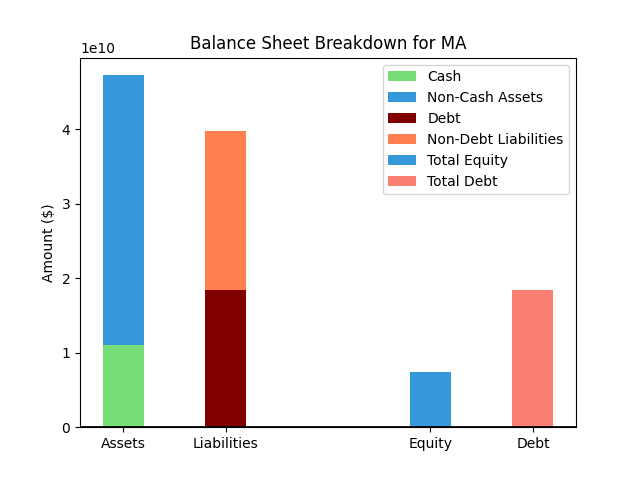 Balance Sheet Breakdown for MA
1e10
Cash
Non-Cash Assets
Debt
Non-Debt Liabilities
Total Equity
Total Debt
Amount ($)
4
3
2
1
0
Assets Liabilities Equity Debt